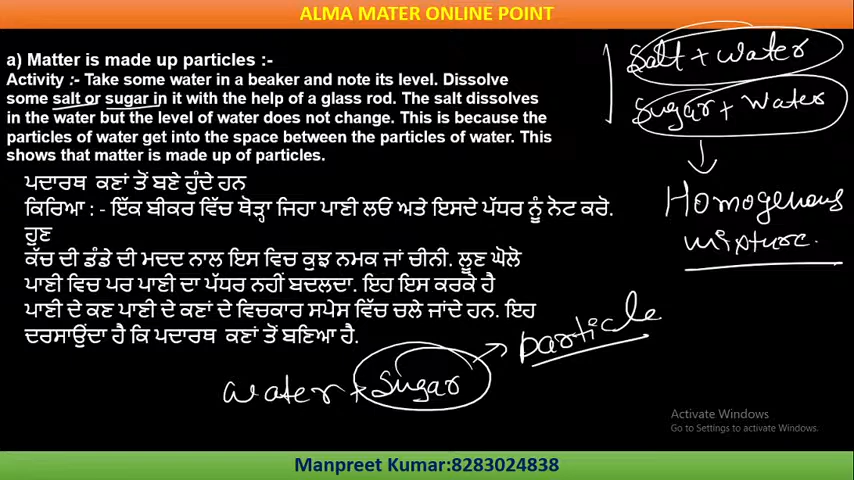 ALMA MATER ONLINE POINT
a) Matter is made up particles :-
Activity :- Take some water in a beaker and note its level. Dissolve
some salt or sugar in it with the help of a glass rod. The salt dissolves
in the water but the level of water does not change. This is because the
particles of water get into the space between the particles of water. This
shows that matter is made up of particles.
ਪਦਾਰਥ ਕਣਾਂ ਤੋਂ ਬਣੇ ਹੁੰਦੇ ਹਨ
ਕਿਰਿਆ : - ਇੱਕ ਬੀਕਰ ਵਿੱਚ ਥੋੜ੍ਹਾ ਜਿਹਾ ਪਾਣੀ ਲਓ ਅਤੇ ਇਸਦੇ ਪੱਧਰ ਨੂੰ ਨੋਟ ਕਰੋ.
ਹੁਣ
ਕੱਚ ਦੀ ਡੰਡੇ ਦੀ ਮਦਦ ਨਾਲ ਇਸ ਵਿਚ ਕੁਝ ਨਮਕ ਜਾਂ ਚੀਨੀ. ਲੂਣ ਘੋਲੋ
ਪਾਣੀ ਵਿਚ ਪਰ ਪਾਣੀ ਦਾ ਪੱਧਰ ਨਹੀਂ ਬਦਲਦਾ. ਇਹ ਇਸ ਕਰਕੇ ਹੈ
ਪਾਣੀ ਦੇ ਕਣ ਪਾਣੀ ਦੇ ਕਣਾਂ ਦੇ ਵਿਚਕਾਰ ਸਪੇਸ ਵਿੱਚ ਚਲੇ ਜਾਂਦੇ ਹਨ. ਇਹ
ਦਰਸਾਉਂਦਾ ਹੈ ਕਿ ਪਦਾਰਥ ਕਣਾਂ ਤੋਂ ਬਣਿਆ ਹੈ.
Salt + water
Sugar + Water
Homogenous
mixture.
water + Sugar
particle
Activate Windows
Go to Settings to activate Windows.
Manpreet Kumar:8283024838